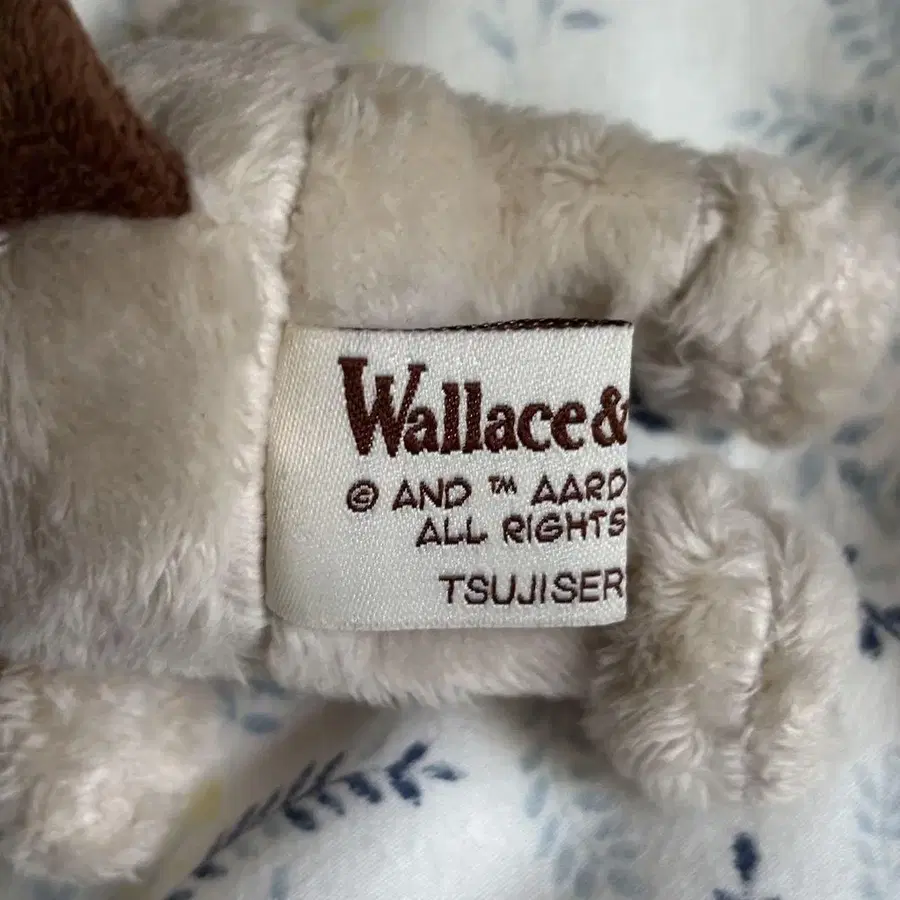 Wallace&
© AND ™ AARD
ALL RIGHTS
TSUJISER